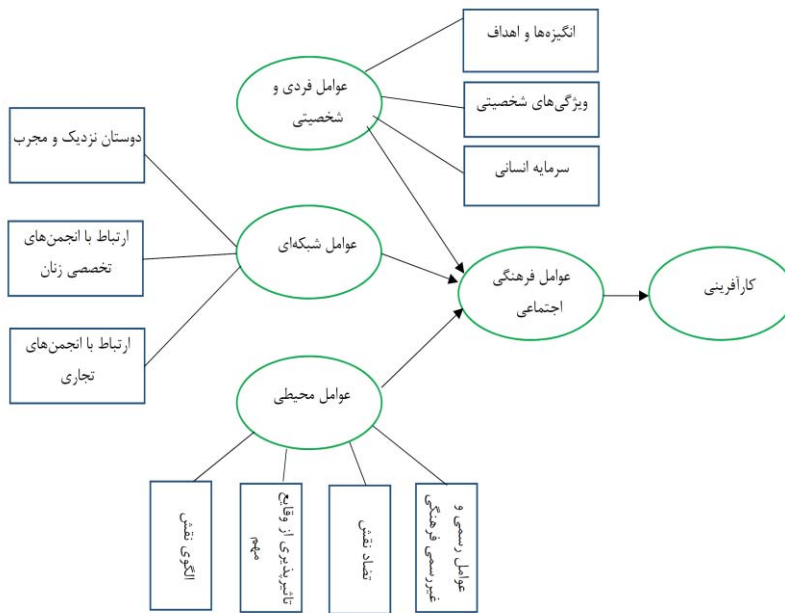 انگیزه‌ها و اهداف
عوامل فردی و
شخصیتی
ویژگی‌های شخصیتی
سرمایه انسانی
دوستان نزدیک و مجرب
ارتباط با انجمن‌های
تخصصی زنان
ارتباط با انجمن‌های
تجاری
عوامل شبکه‌ای
عوامل فرهنگی
اجتماعی
کارآفرینی
عوامل محیطی
عوامل رسمی و
غیررسمی فرهنگی
تضاد نقش
تاثیرپذیری از وقایع
مهم
الگوی نقش